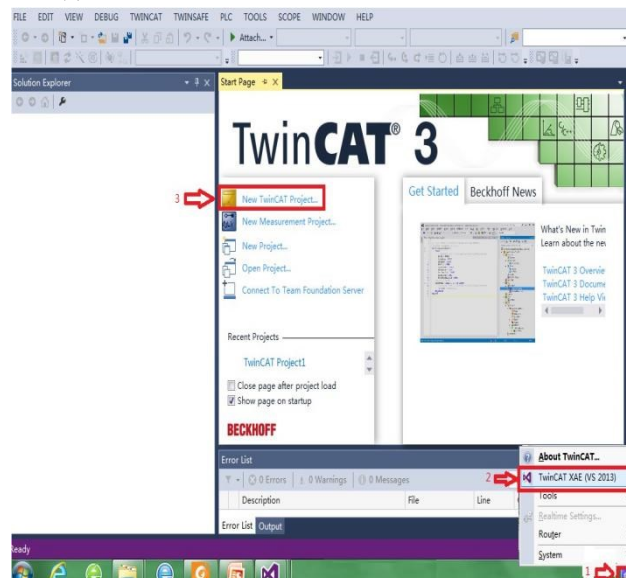 FILE EDIT VIEW DEBUG TWINCAT TWINSAFE PLC TOOLS SCOPE WINDOW HELP
Attach...
Solution Explorer
Start Page
TwinCAT® 3
3
New TwinCAT Project...
New Measurement Project...
New Project...
Open Project...
Connect To Team Foundation Server
Recent Projects
TwinCAT Project1
Close page after project load
Show page on startup
BECKHOFF
Get Started
Beckhoff News
What's New in Twin
Learn about the nev
TwinCAT 3 Overvie
TwinCAT 3 Docume
TwinCAT 3 Help Vi
Error List
0 Errors
0 Warnings
0 Messages
Description
File
Line
Error List
Output
Ready
About TwinCAT...
2
TwinCAT XAE (VS 2013)
Tools
Realtime Settings...
Router
System
1